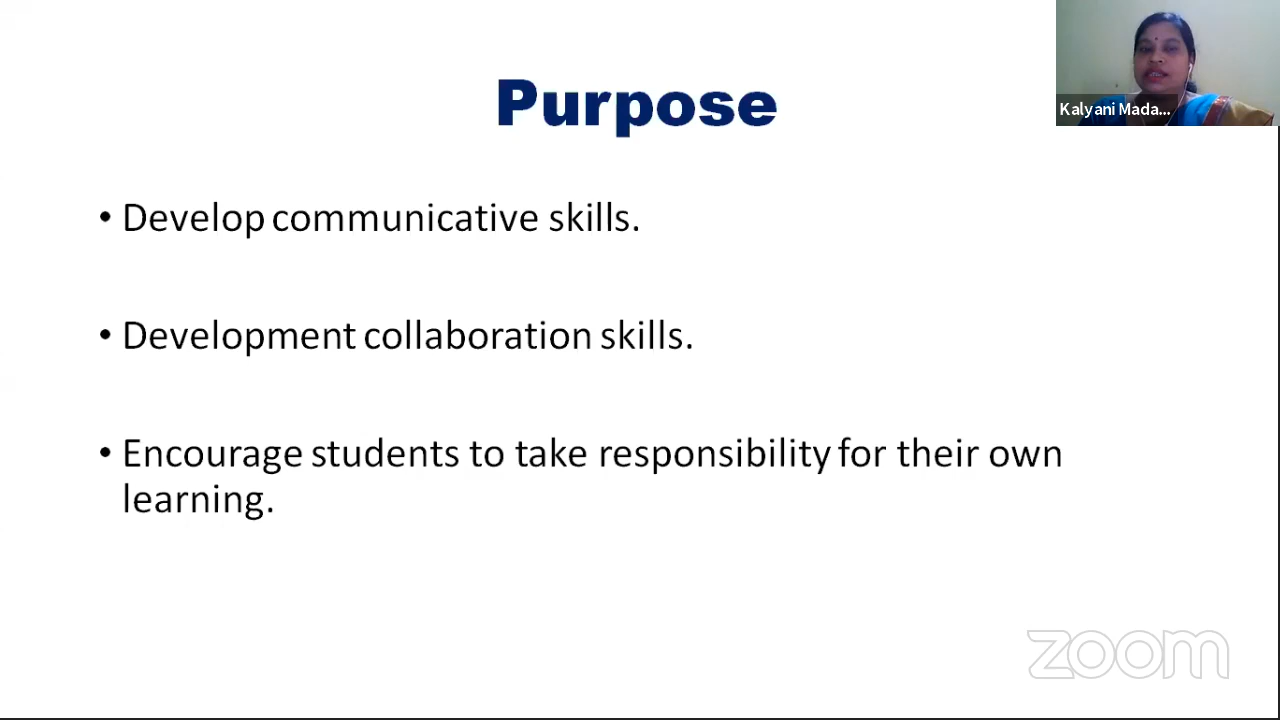 Purpose
Kalyani Mada...
• Develop communicative skills.
• Development collaboration skills.
• Encourage students to take responsibility for their own
learning.
zoom